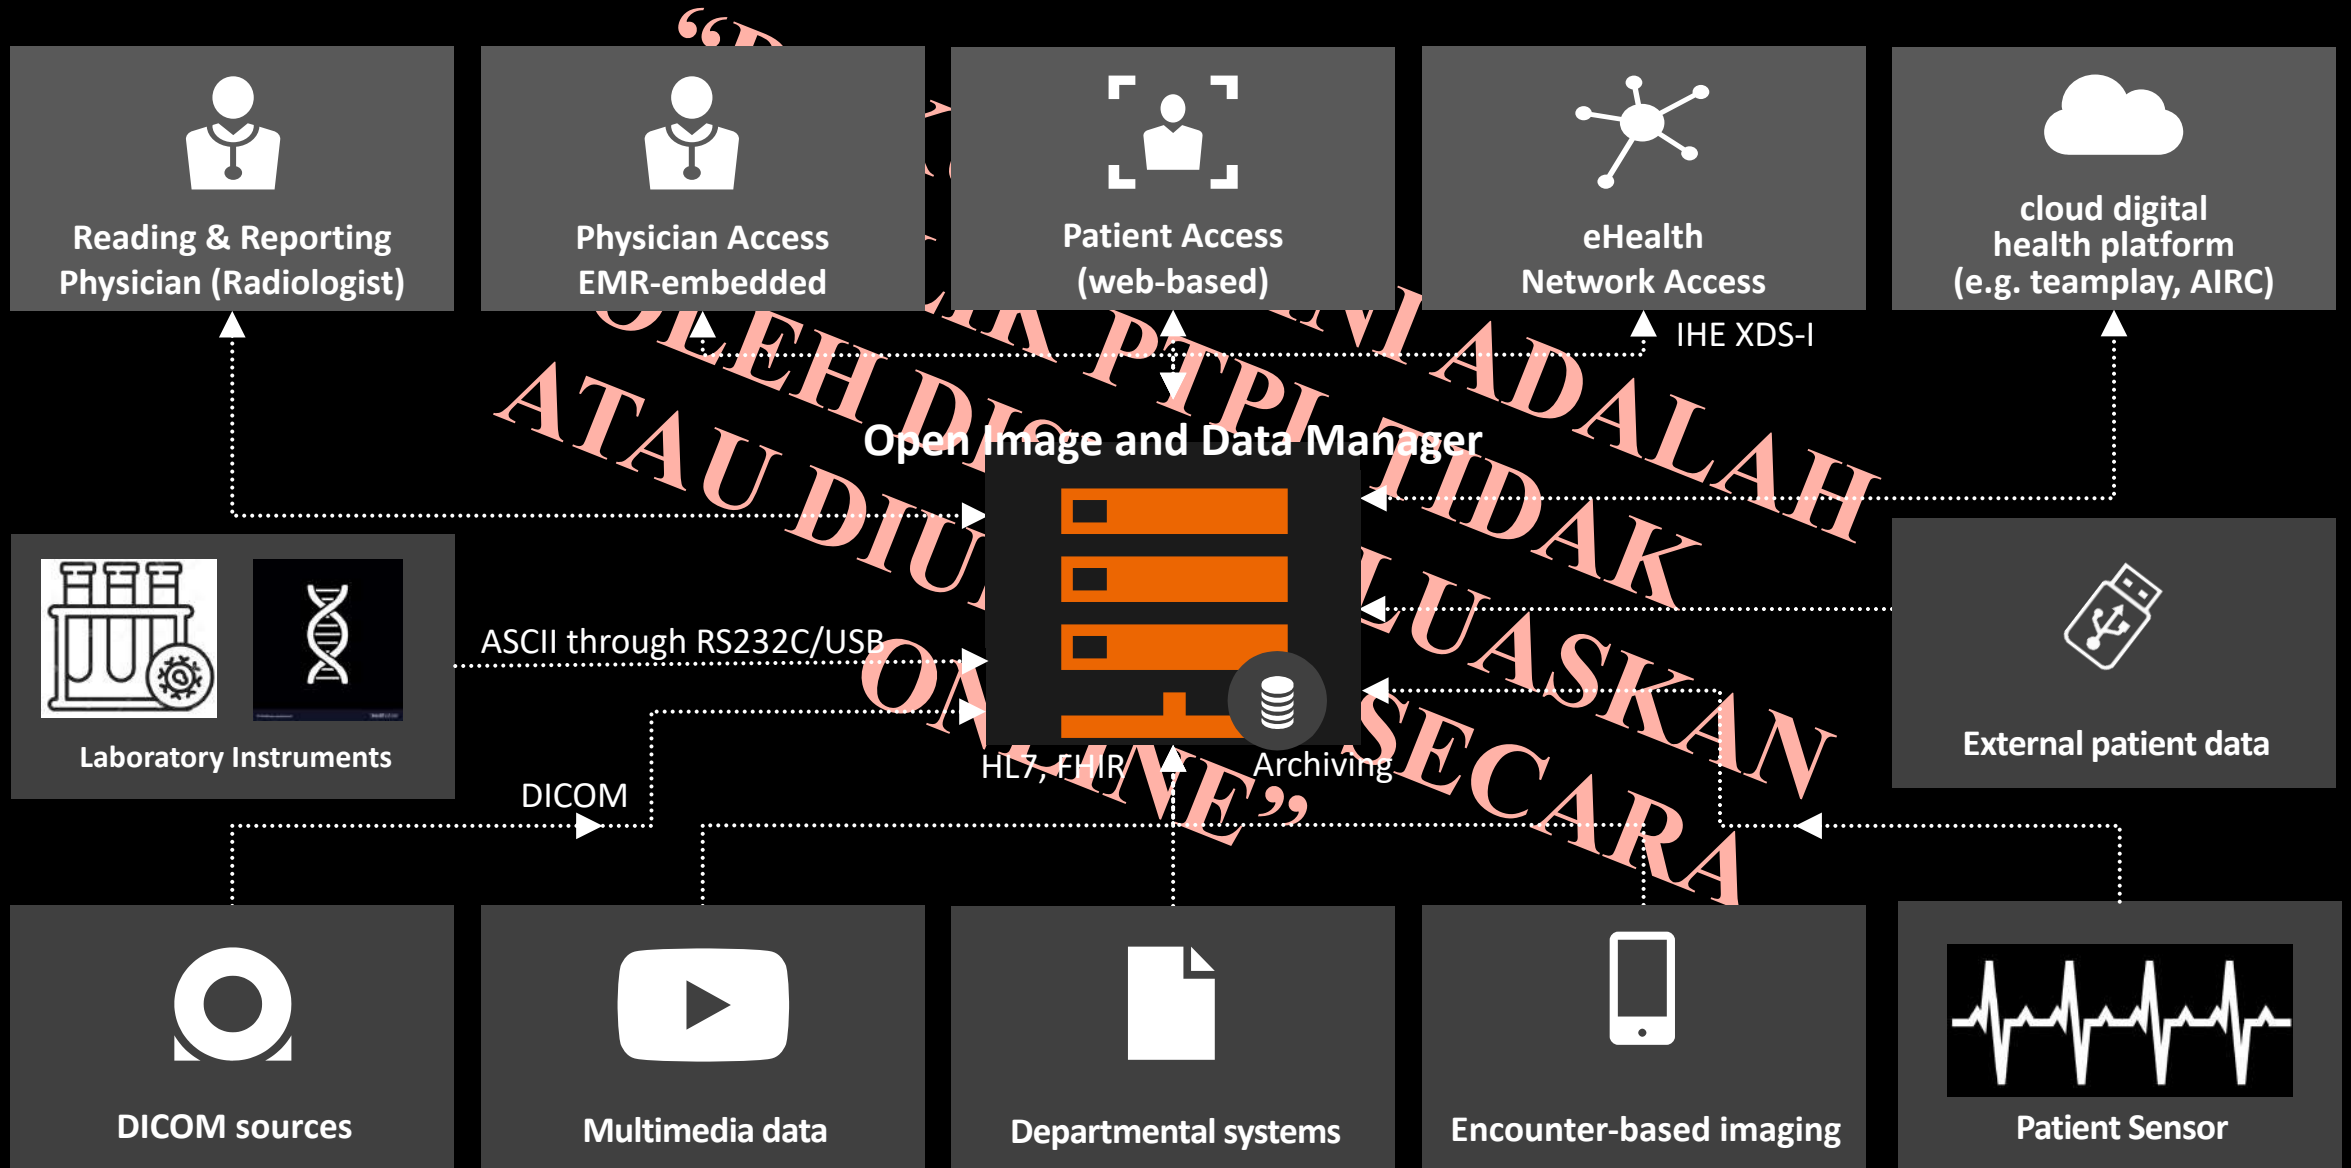 Reading & Reporting
Physician (Radiologist)
Physician Access
EMR-embedded
Patient Access
(web-based)
eHealth
Network Access
cloud digital
health platform
(e.g. teamplay, AIRC)
IHE XDS-I
INI ADALAH
PTPI, TIDAK
OLEH
LUASKAN
ATAU
SECARA
Open Image and Data Manager
ASCII through RS232C/USB
Laboratory Instruments
External patient data
HL7, FHIR
Archiving
DICOM
DICOM sources
Multimedia data
Departmental systems
Encounter-based imaging
Patient Sensor